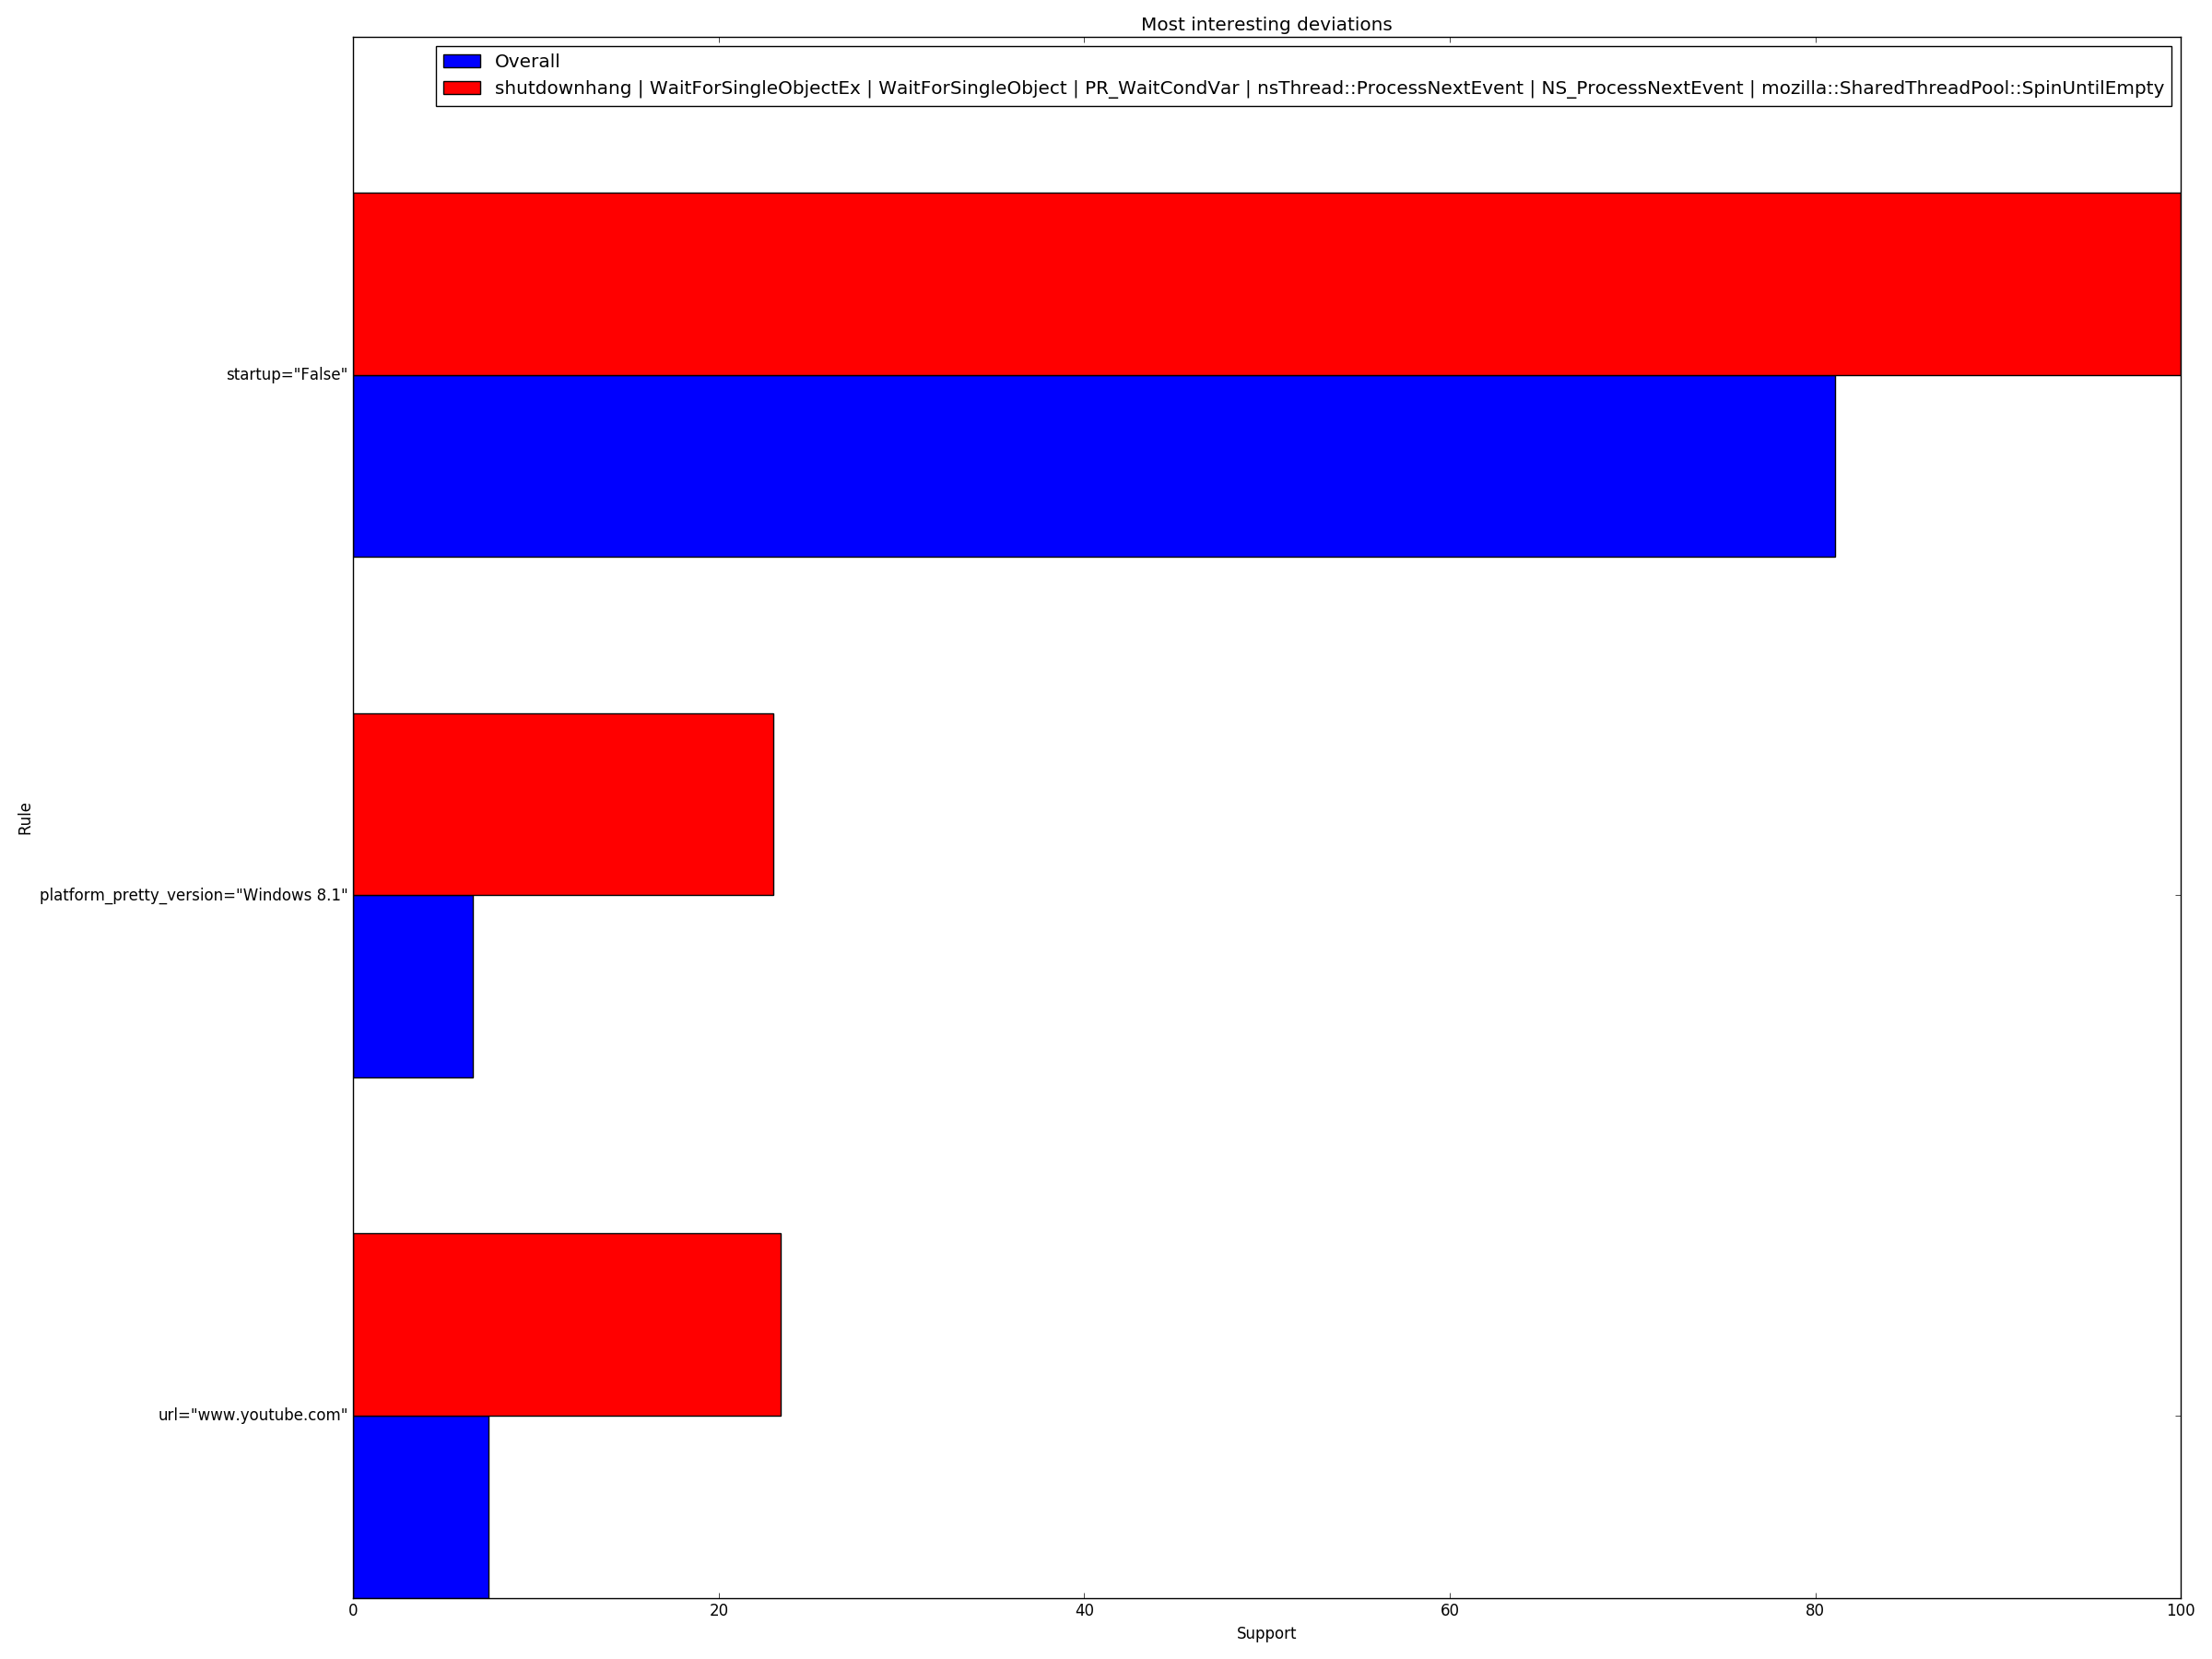 Most interesting deviations
Overall
shutdownhang | WaitForSingleObjectEx | WaitForSingleObject | PR_WaitCondVar | nsThread::ProcessNextEvent | NS_ProcessNextEvent | mozilla::SharedThreadPool::SpinUntilEmpty
startup="False"
Rule
platform_pretty_version="Windows 8.1"
url="www.youtube.com"
0 20 40 60 80 100
Support